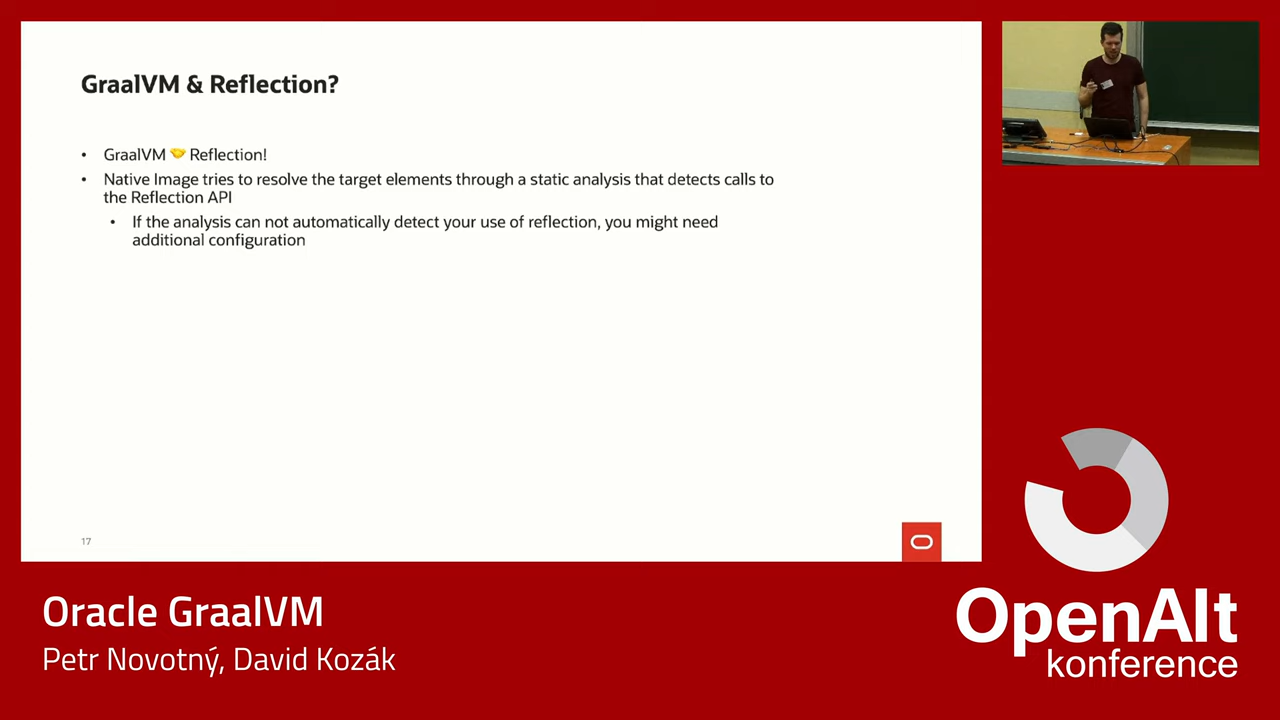 GraalVM & Reflection?
• GraalVM 🤝 Reflection!
• Native Image tries to resolve the target elements through a static analysis that detects calls to
the Reflection API
• If the analysis can not automatically detect your use of reflection, you might need
additional configuration
17
Oracle GraalVM
Petr Novotný, David Kozák
OpenAlt
konference